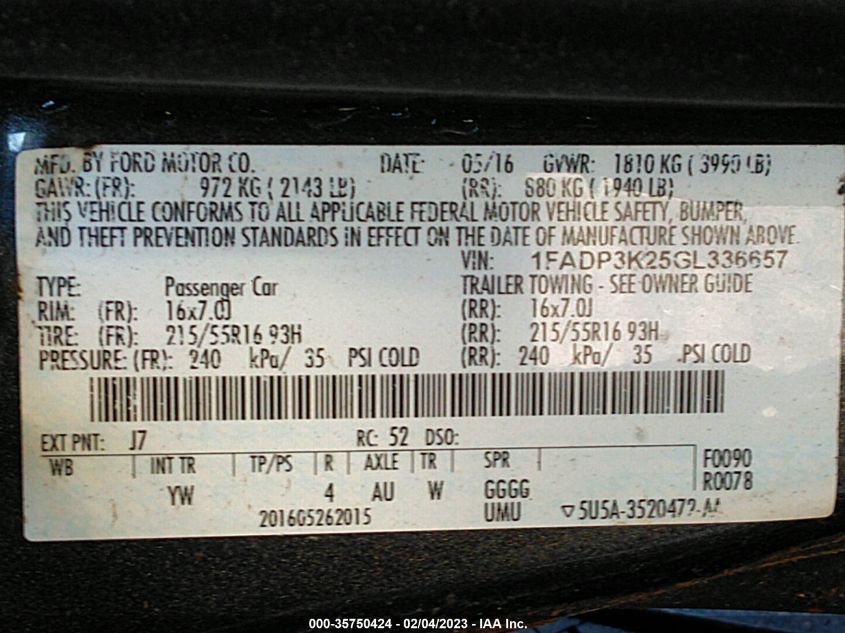 MFD. BY FORD MOTOR CO. DATE: 05/16 GVWR: 1810 KG ( 3990 LB)
GAWR: (FR): 972 KG ( 2143 LB) (RR): 880 KG ( 1940 LB)
THIS VEHICLE CONFORMS TO ALL APPLICABLE FEDERAL MOTOR VEHICLE SAFETY, BUMPER,
AND THEFT PREVENTION STANDARDS IN EFFECT ON THE DATE OF MANUFACTURE SHOWN ABOVE.
VIN: 1FADP3K25GL336657
TYPE: Passenger Car TRAILER TOWING - SEE OWNER GUIDE
RIM: (FR): 16x7.0J (RR): 16x7.0J
TIRE: (FR): 215/55R16 93H (RR): 215/55R16 93H
PRESSURE: (FR): 240 kPa/ 35 PSI COLD (RR): 240 kPa/ 35 PSI COLD
EXT PNT: J7 RC: 52 DSO:
WB INT TR TP/PS R AXLE TR SPR F0090
YW 4 AU W GGGG R0078
201605262015 UMU ▽5U5A-3520472-AA
000-35750424 - 02/04/2023 - IAA Inc.